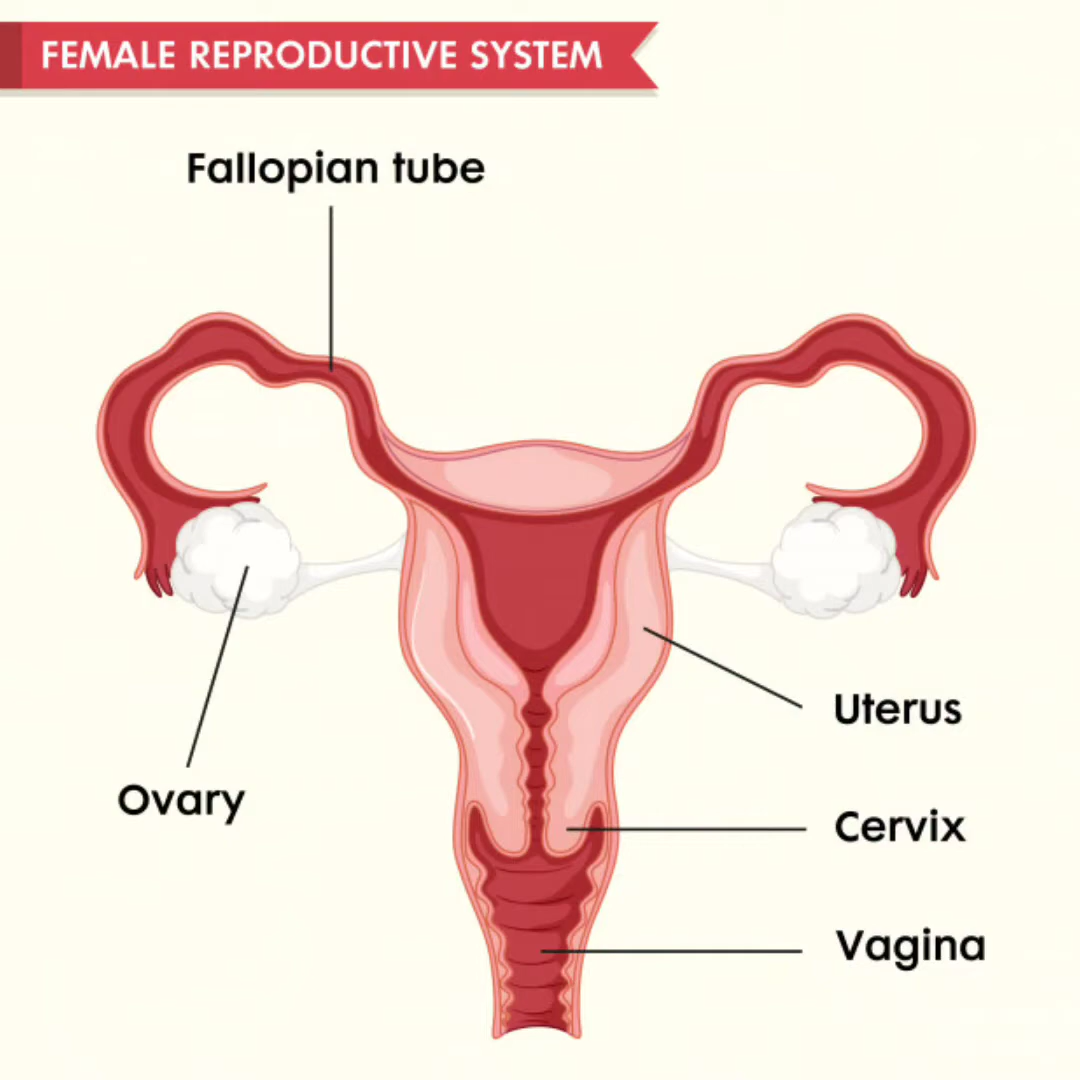 FEMALE REPRODUCTIVE SYSTEM
Fallopian tube
Uterus
Ovary
Cervix
Vagina